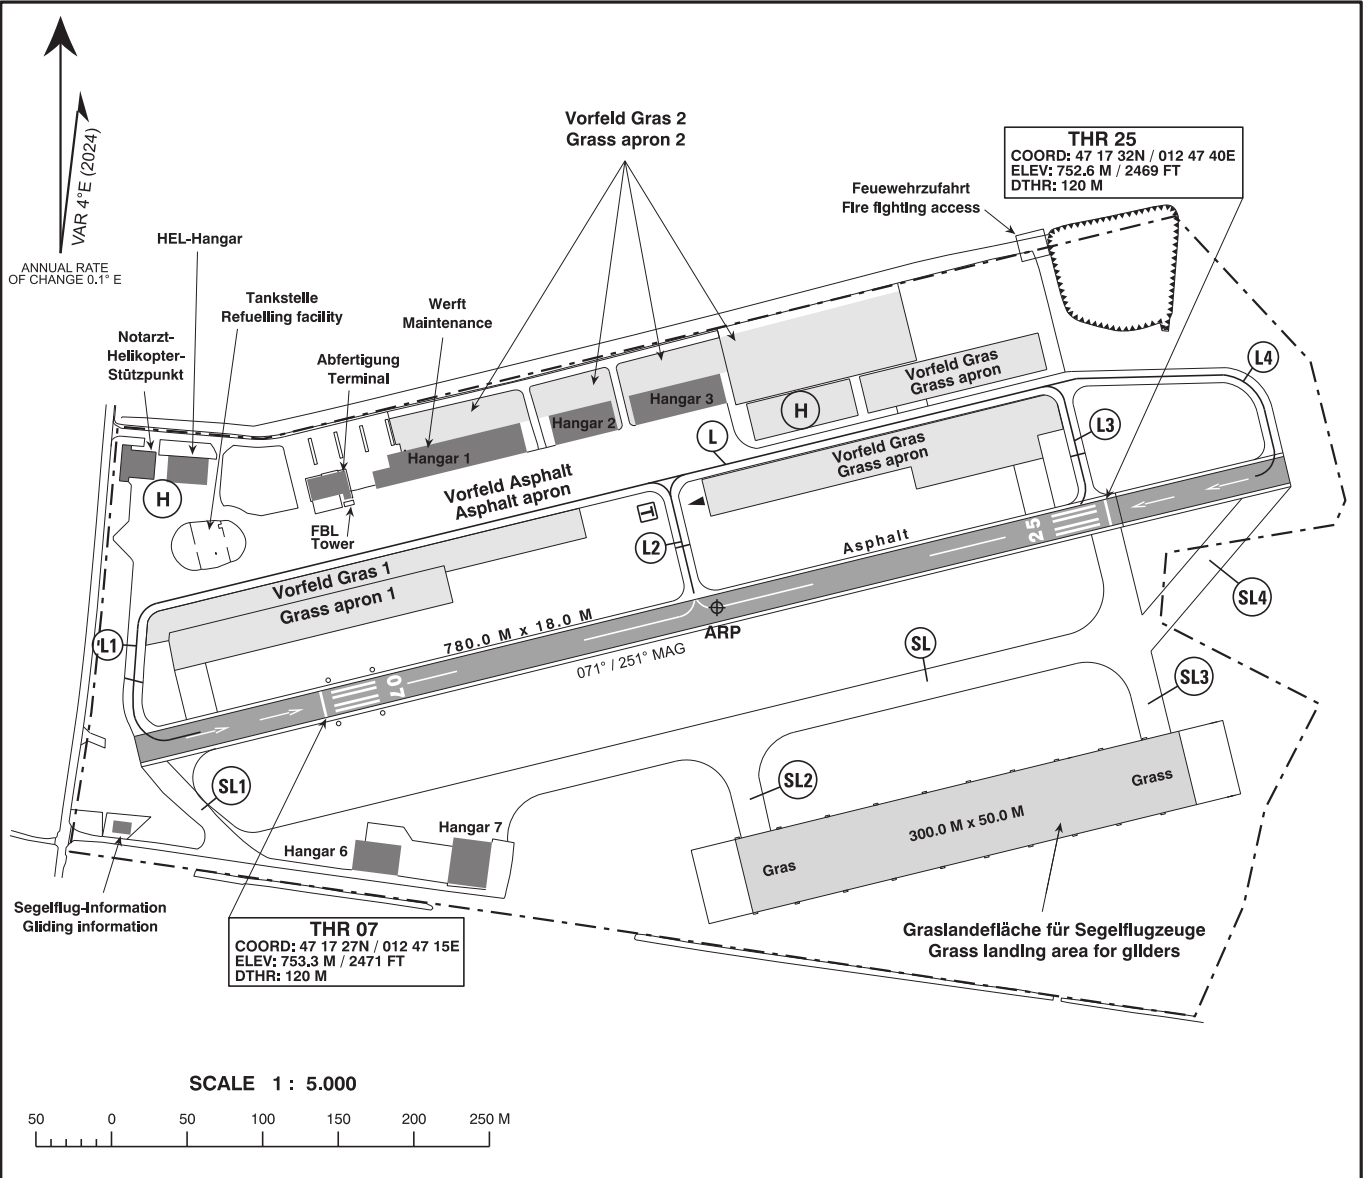 VAR 4°E (2024)
ANNUAL RATE
OF CHANGE 0.1° E
Vorfeld Gras 2
Grass apron 2
THR 25
COORD: 47 17 32N / 012 47 40E
ELEV: 752.6 M / 2469 FT
DTHR: 120 M
Feuewehrzufahrt
Fire fighting access
HEL-Hangar
Tankstelle
Refuelling facility
Werft
Maintenance
Notarzt-
Helikopter-
Stützpunkt
Abfertigung
Terminal
Hangar 1
Hangar 2
Hangar 3
H
Vorfeld Gras
Grass apron
L4
L
L3
Vorfeld Gras
Grass apron
H
Vorfeld Asphalt
Asphalt apron
FBL
Tower
T
L2
Asphalt
25
Vorfeld Gras 1
Grass apron 1
L1
780.0 M x 18.0 M
071° / 251° MAG
ARP
07
SL
SL4
SL3
SL1
SL2
Grass
300.0 M x 50.0 M
Gras
Hangar 6
Hangar 7
Segelflug-Information
Gliding information
THR 07
COORD: 47 17 27N / 012 47 15E
ELEV: 753.3 M / 2471 FT
DTHR: 120 M
Graslandefläche für Segelflugzeuge
Grass landing area for gliders
SCALE 1 : 5.000
50 0 50 100 150 200 250 M